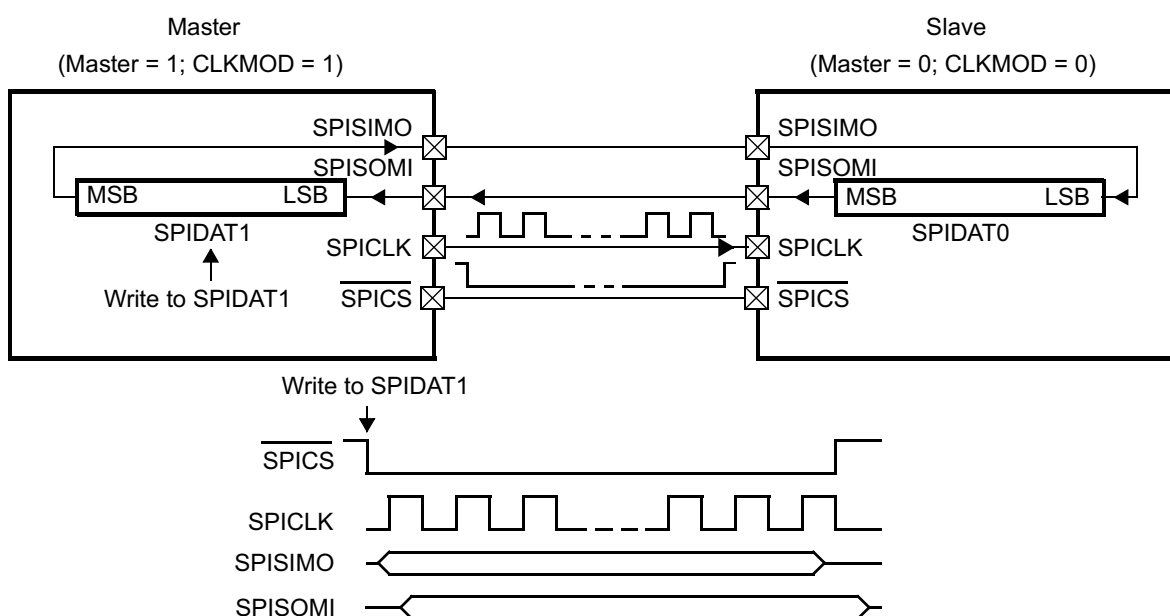 Master
(Master = 1; CLKMOD = 1)
Slave
(Master = 0; CLKMOD = 0)
SPISIMO
SPISIMO
SPISOMI
SPISOMI
MSB LSB
MSB LSB
SPIDAT1
SPIDAT0
SPICLK
SPICLK
Write to SPIDAT1
SPICS
SPICS
Write to SPIDAT1
SPICS
SPICLK
SPISIMO
SPISOMI